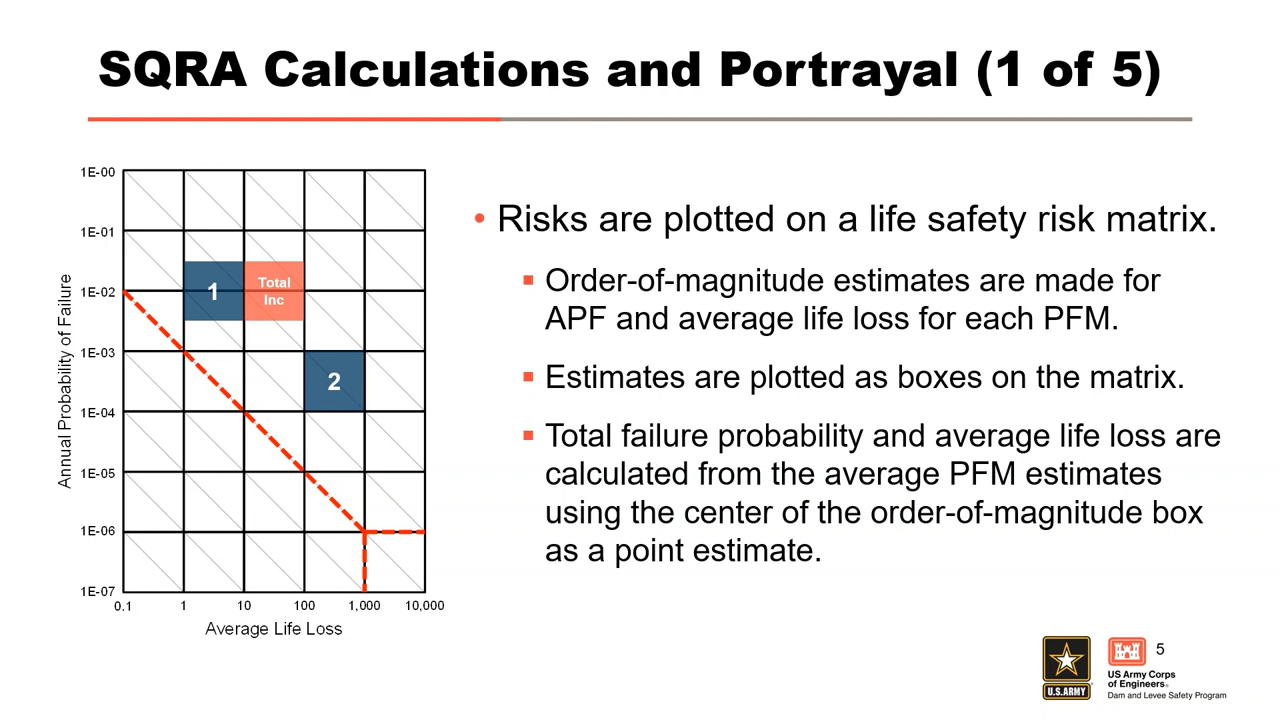 SQRA Calculations and Portrayal (1 of 5)
1E-00
1E-01
1E-02
1E-03
1E-04
1E-05
1E-06
1E-07
Annual Probability of Failure
1
Total
Inc
2
0.1
1
10
100
1,000
10,000
Average Life Loss
• Risks are plotted on a life safety risk matrix.
▪ Order-of-magnitude estimates are made for
APF and average life loss for each PFM.
▪ Estimates are plotted as boxes on the matrix.
▪ Total failure probability and average life loss are
calculated from the average PFM estimates
using the center of the order-of-magnitude box
as a point estimate.
U.S.ARMY
US Army Corps
of Engineers®
Dam and Levee Safety Program
5